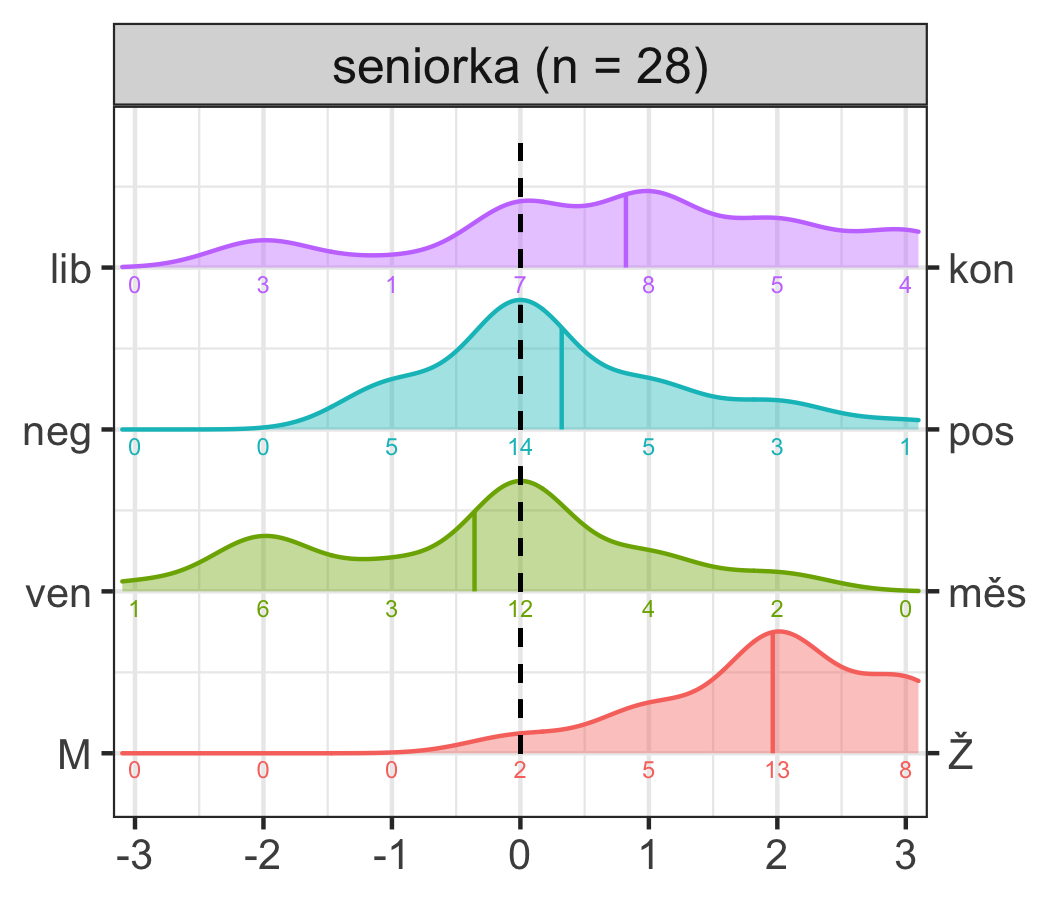 seniorka (n = 28)
lib kon
0 3 1 7 8 5 4
neg pos
0 0 5 14 5 3 1
ven měs
1 6 3 12 4 2 0
M Ž
0 0 0 2 5 13 8
-3 -2 -1 0 1 2 3